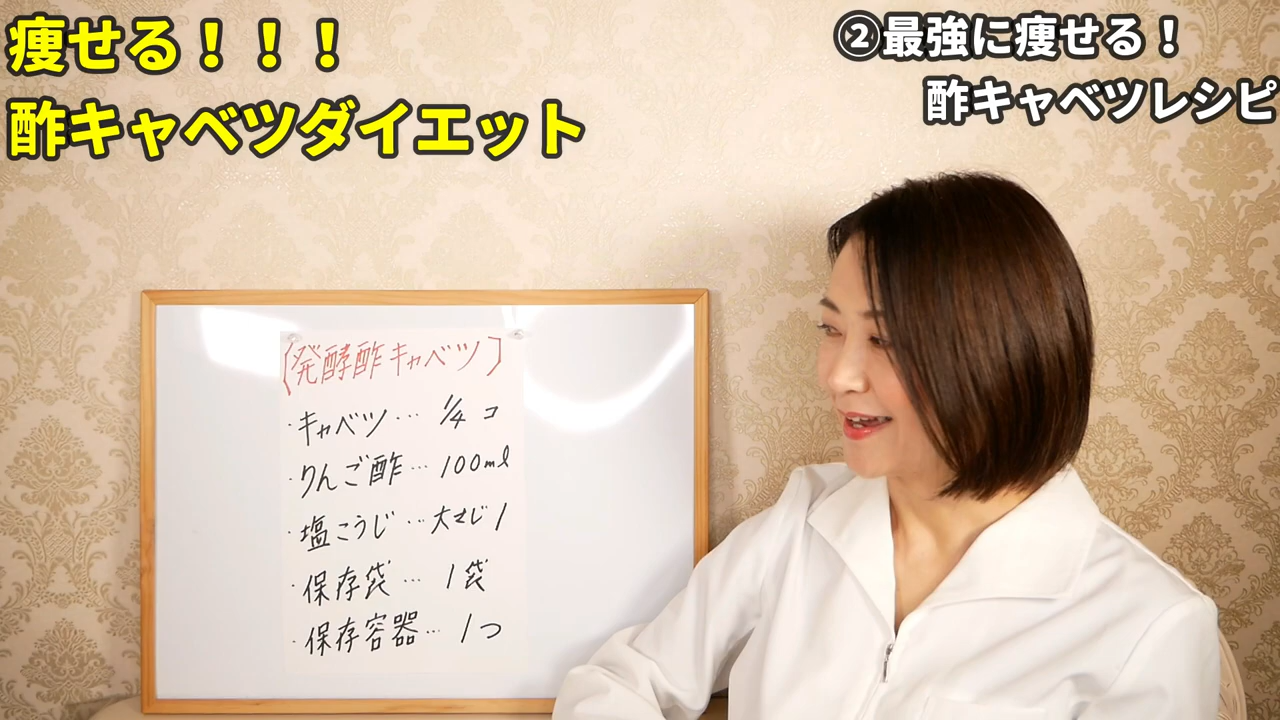 痩せる！！！
酢キャベツダイエット
②最強に痩せる！
酢キャベツレシピ
〔発酵酢キャベツ〕
・キャベツ… 1/4コ
・りんご酢… 100ml
・塩こうじ…大さじ1
・保存袋… 1袋
・保存容器… 1つ